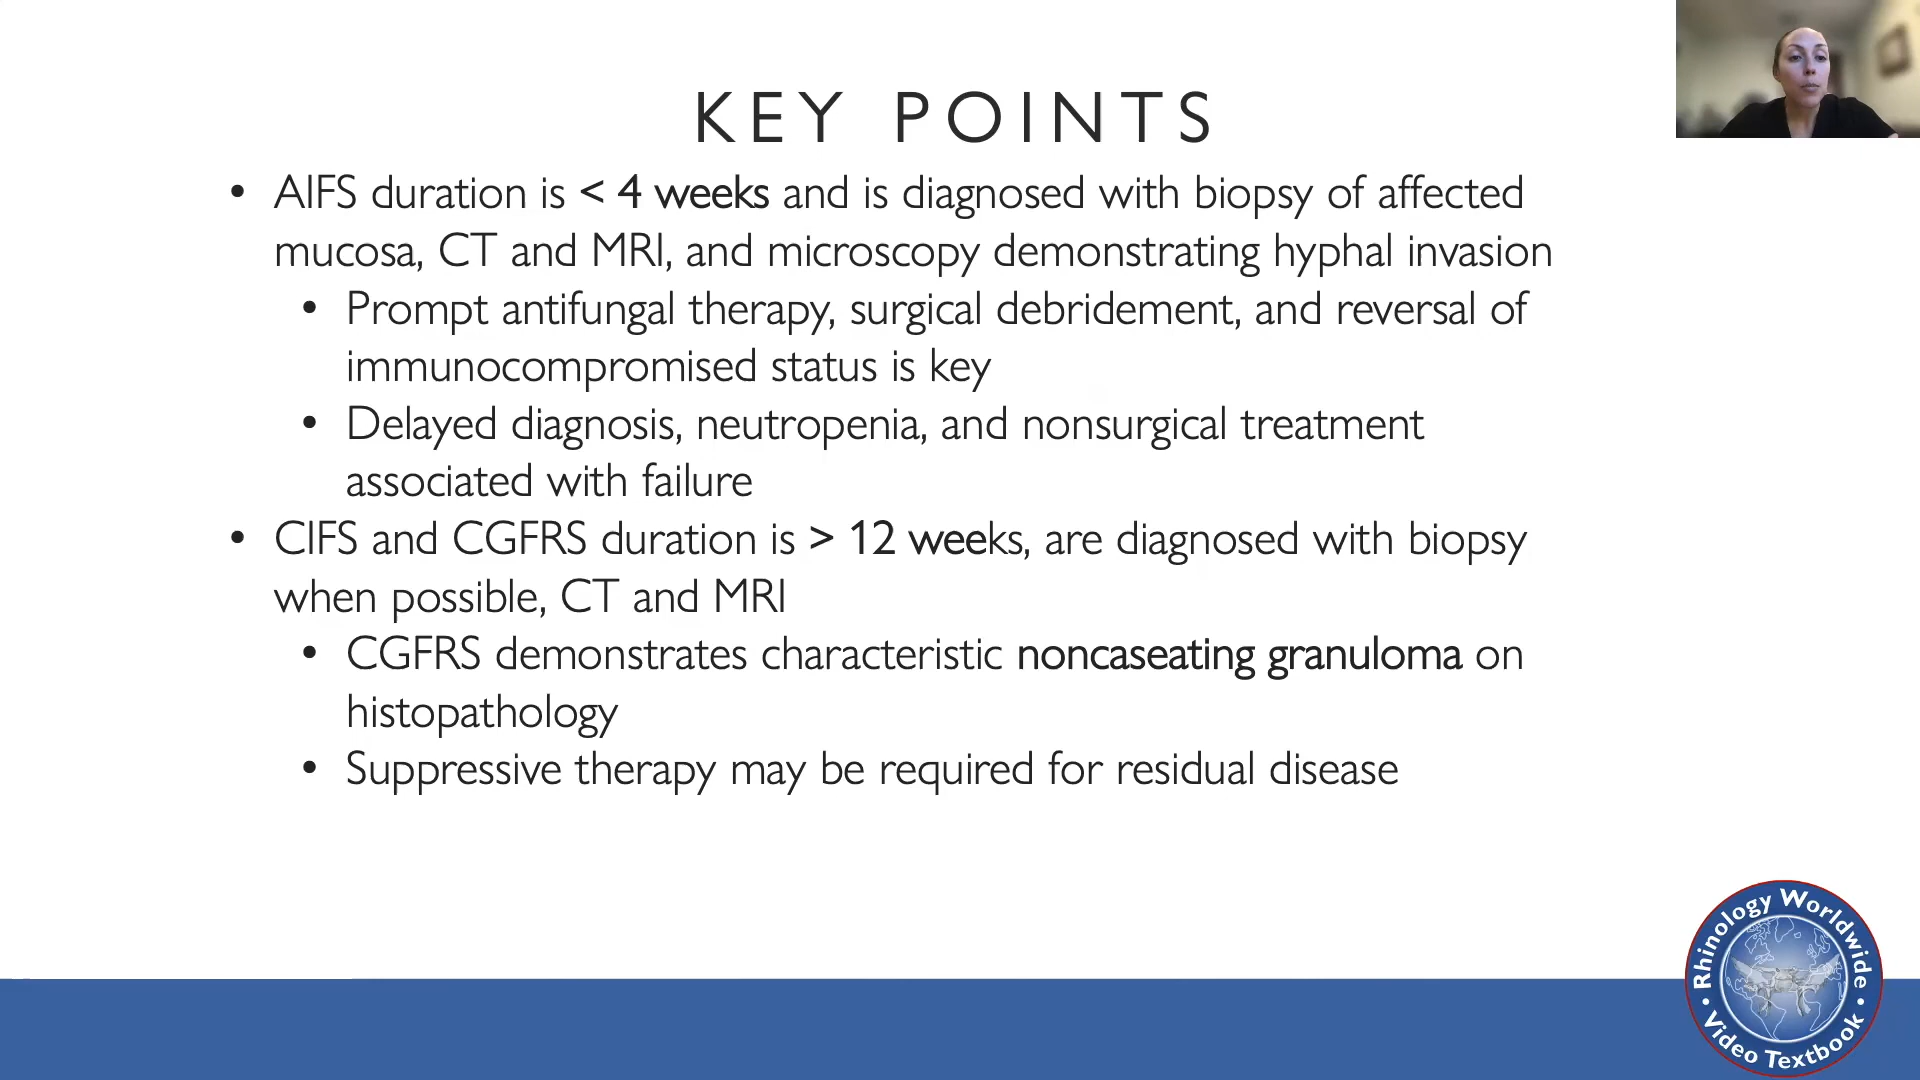 KEY POINTS
• AIFS duration is < 4 weeks and is diagnosed with biopsy of affected
mucosa, CT and MRI, and microscopy demonstrating hyphal invasion
• Prompt antifungal therapy, surgical debridement, and reversal of
immunocompromised status is key
• Delayed diagnosis, neutropenia, and nonsurgical treatment
associated with failure
• CIFS and CGFRS duration is > 12 weeks, are diagnosed with biopsy
when possible, CT and MRI
• CGFRS demonstrates characteristic noncaseating granuloma on
histopathology
• Suppressive therapy may be required for residual disease
Rhinology Worldwide
• Video Textbook •